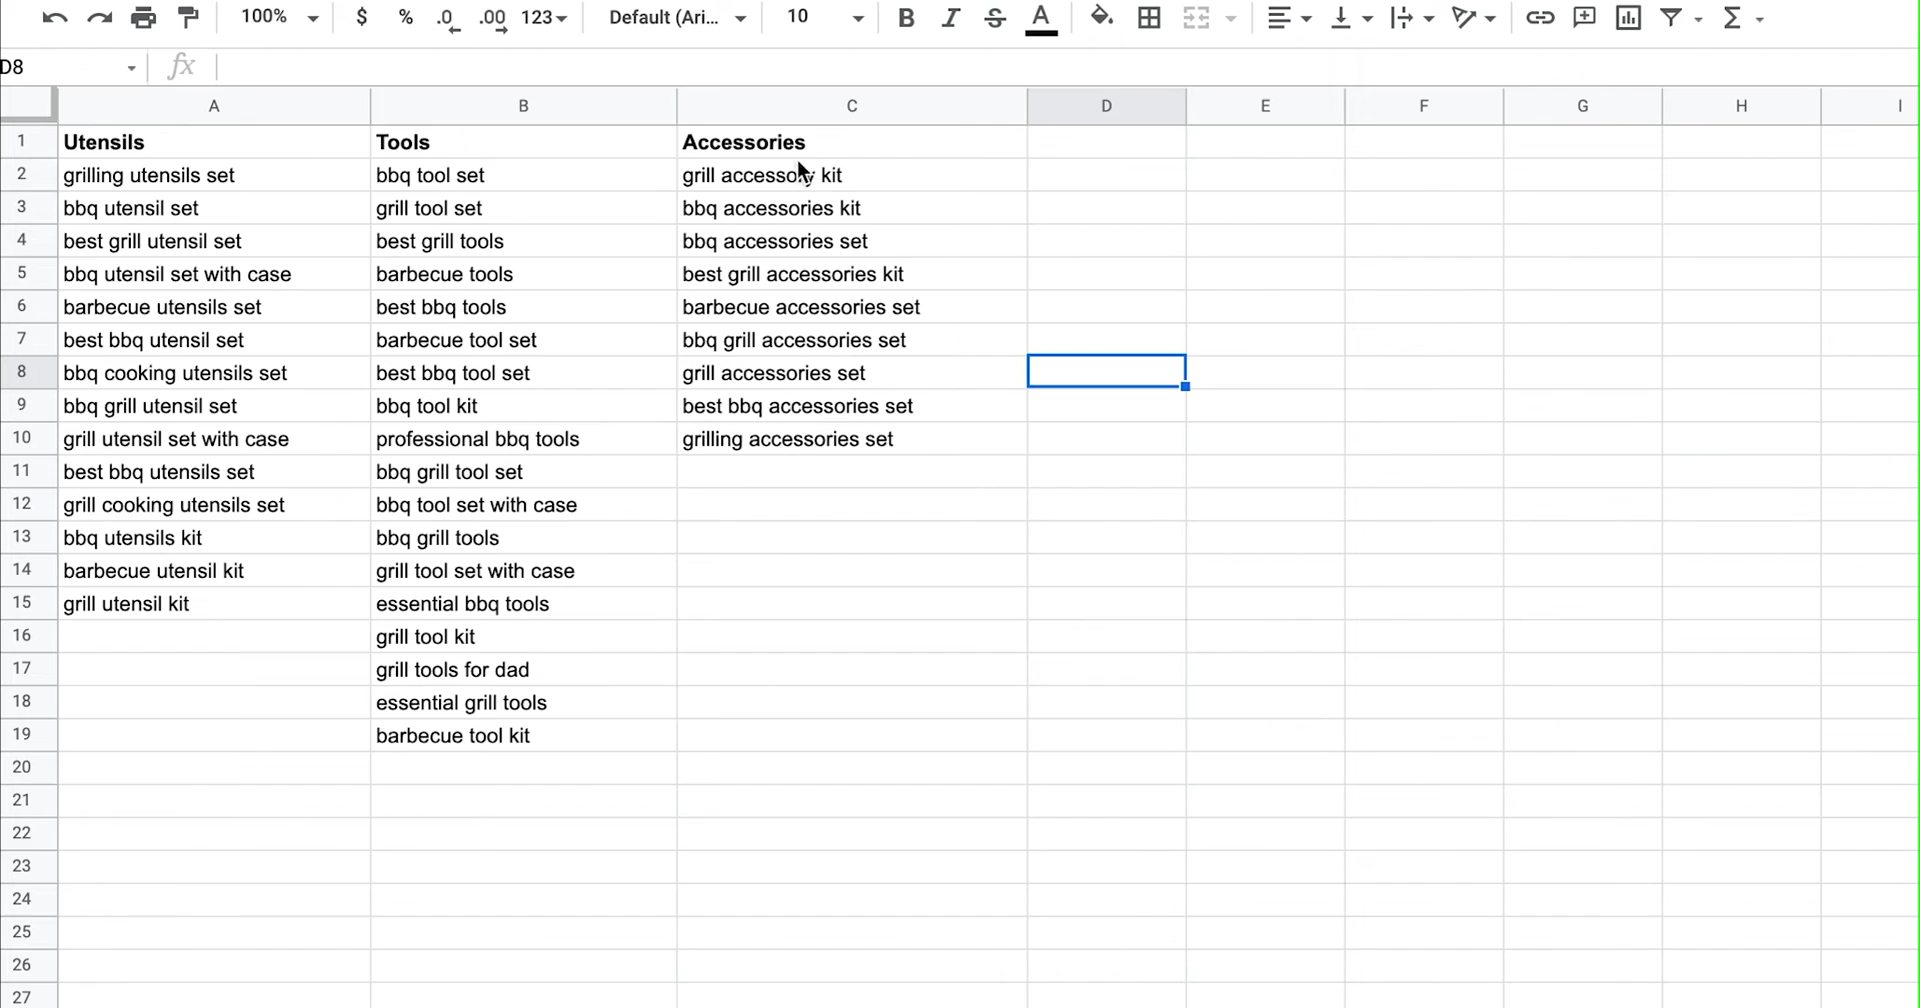 100% $ % .0 .00 123 Default (Ari... 10 B I S A
D8 fx
A B C D E F G H I
1 Utensils Tools Accessories
2 grilling utensils set bbq tool set grill accessory kit
3 bbq utensil set grill tool set bbq accessories kit
4 best grill utensil set best grill tools bbq accessories set
5 bbq utensil set with case barbecue tools best grill accessories kit
6 barbecue utensils set best bbq tools barbecue accessories set
7 best bbq utensil set barbecue tool set bbq grill accessories set
8 bbq cooking utensils set best bbq tool set grill accessories set
9 bbq grill utensil set bbq tool kit best bbq accessories set
10 grill utensil set with case professional bbq tools grilling accessories set
11 best bbq utensils set bbq grill tool set
12 grill cooking utensils set bbq tool set with case
13 bbq utensils kit bbq grill tools
14 barbecue utensil kit grill tool set with case
15 grill utensil kit essential bbq tools
16 grill tool kit
17 grill tools for dad
18 essential grill tools
19 barbecue tool kit
20
21
22
23
24
25
26
27